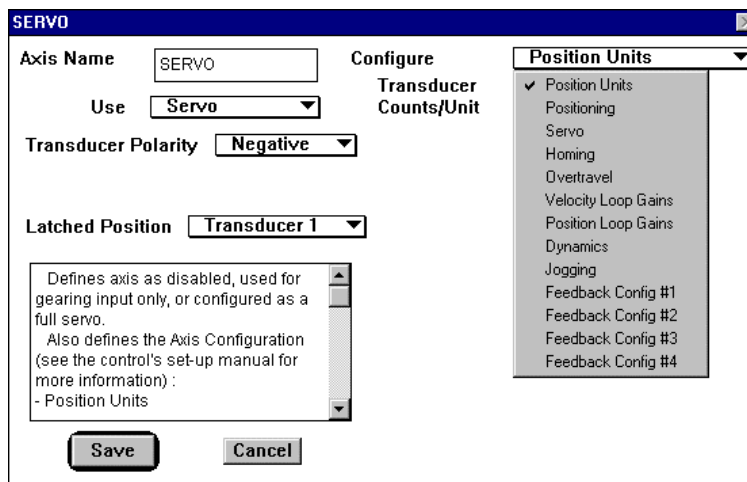 SERVO
Axis Name
SERVO
Configure
Position Units
Transducer
Counts/Unit
Use
Servo
Transducer Polarity
Negative
Latched Position
Transducer 1
Defines axis as disabled, used for
gearing input only, or configured as a
full servo.
Also defines the Axis Configuration
(see the control's set-up manual for
more information) :
- Position Units
Save
Cancel
Position Units
Positioning
Servo
Homing
Overtravel
Velocity Loop Gains
Position Loop Gains
Dynamics
Jogging
Feedback Config #1
Feedback Config #2
Feedback Config #3
Feedback Config #4